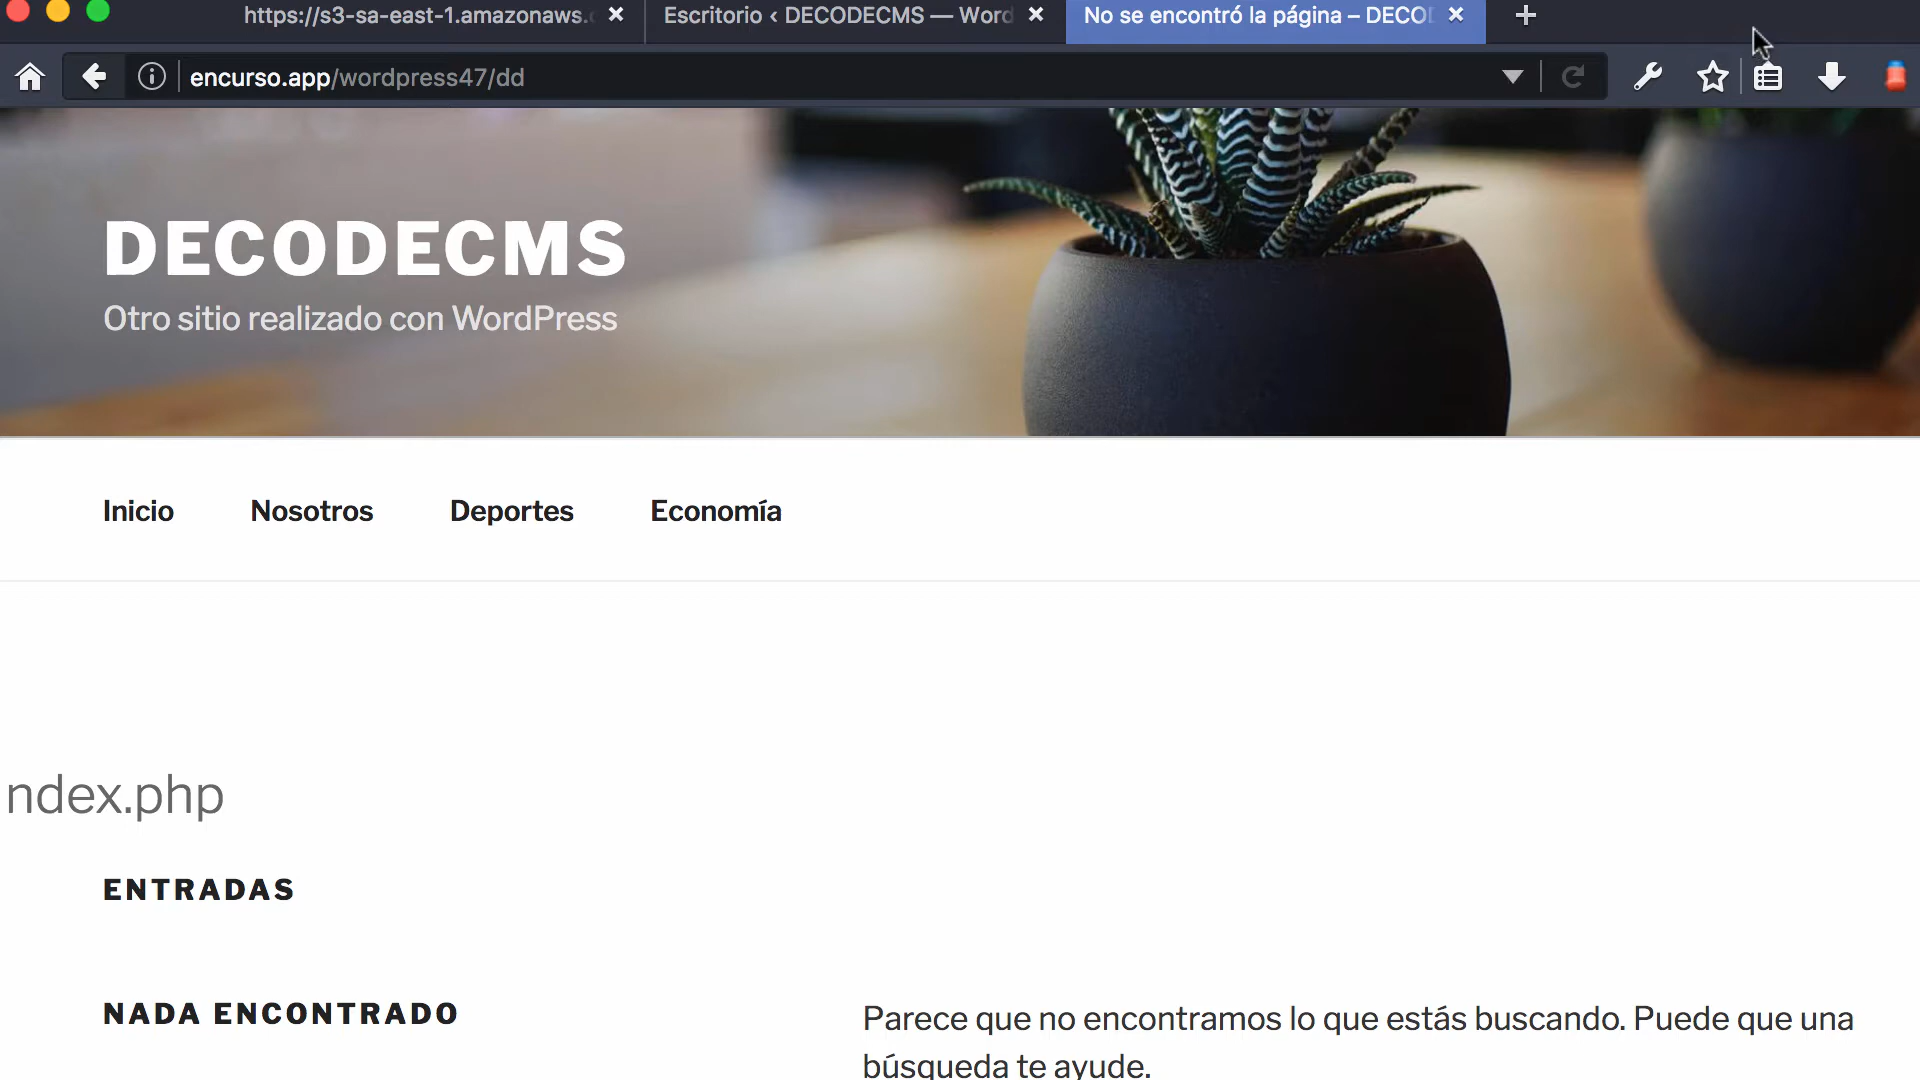 https://s3-sa-east-1.amazonaws.
Escritorio ‹ DECODECMS — Word
No se encontró la página – DECOD
encurso.app/wordpress47/dd
DECODECMS
Otro sitio realizado con WordPress
Inicio
Nosotros
Deportes
Economía
ndex.php
ENTRADAS
NADA ENCONTRADO
Parece que no encontramos lo que estás buscando. Puede que una
búsqueda te ayude.